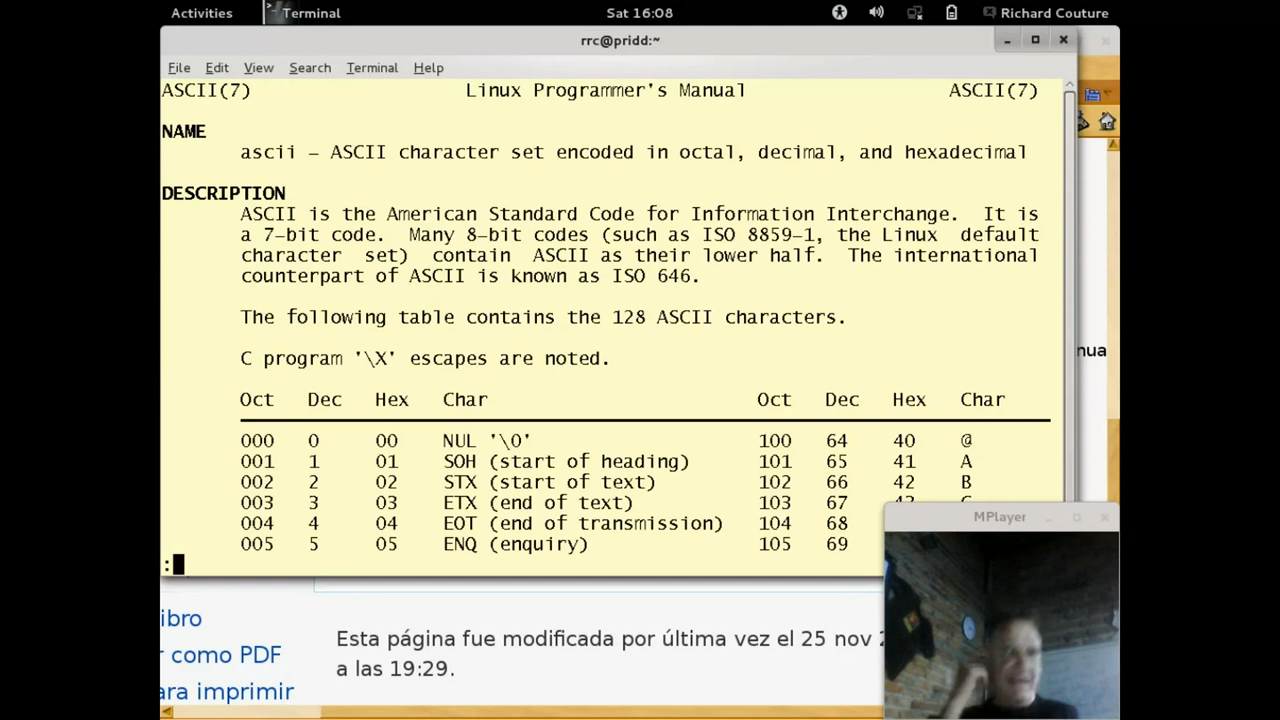 Activities Terminal Sat 16:08 Richard Couture
rrc@pridd:~
File Edit View Search Terminal Help
ASCII(7) Linux Programmer's Manual ASCII(7)
NAME
ascii – ASCII character set encoded in octal, decimal, and hexadecimal
DESCRIPTION
ASCII is the American Standard Code for Information Interchange. It is
a 7–bit code. Many 8–bit codes (such as ISO 8859–1, the Linux default
character set) contain ASCII as their lower half. The international
counterpart of ASCII is known as ISO 646.
The following table contains the 128 ASCII characters.
C program '\X' escapes are noted.
Oct Dec Hex Char Oct Dec Hex Char
000 0 00 NUL '\0' 100 64 40 @
001 1 01 SOH (start of heading) 101 65 41 A
002 2 02 STX (start of text) 102 66 42 B
003 3 03 ETX (end of text) 103 67
004 4 04 EOT (end of transmission) 104 68
005 5 05 ENQ (enquiry) 105 69
:
nua
MPlayer
ibro
r como PDF
ara imprimir
Esta página fue modificada por última vez el 25 nov
a las 19:29.